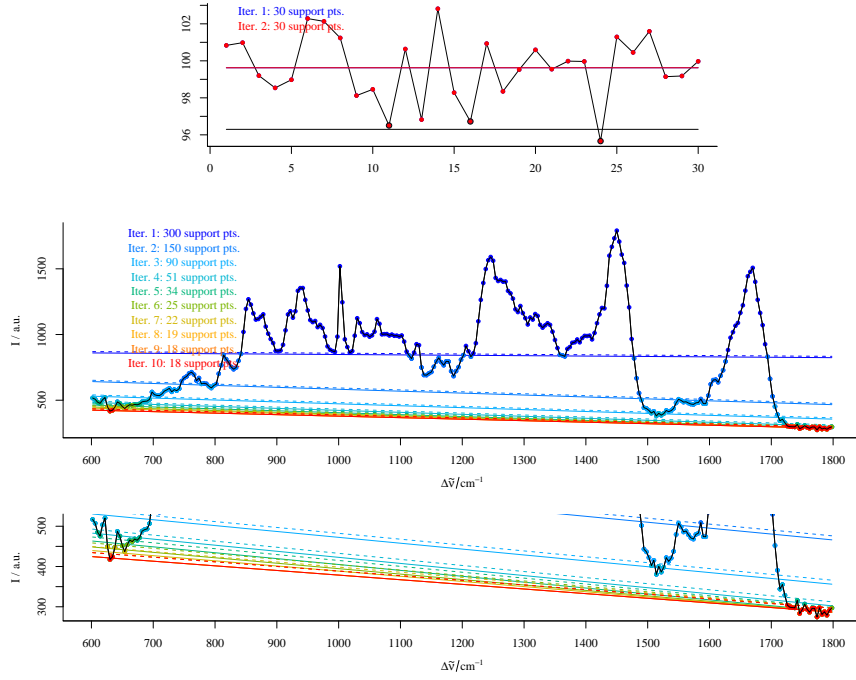 Iter. 1: 30 support pts.
Iter. 2: 30 support pts.
96 98 100 102
0 5 10 15 20 25 30
Iter. 1: 300 support pts.
Iter. 2: 150 support pts.
Iter. 3: 90 support pts.
Iter. 4: 51 support pts.
Iter. 5: 34 support pts.
Iter. 6: 25 support pts.
Iter. 7: 22 support pts.
Iter. 8: 19 support pts.
Iter. 9: 18 support pts.
Iter. 10: 18 support pts.
I / a.u.
500 1000 1500
600 700 800 900 1000 1100 1200 1300 1400 1500 1600 1700 1800
Δν̃/cm⁻¹
I / a.u.
300 400 500
600 700 800 900 1000 1100 1200 1300 1400 1500 1600 1700 1800
Δν̃/cm⁻¹